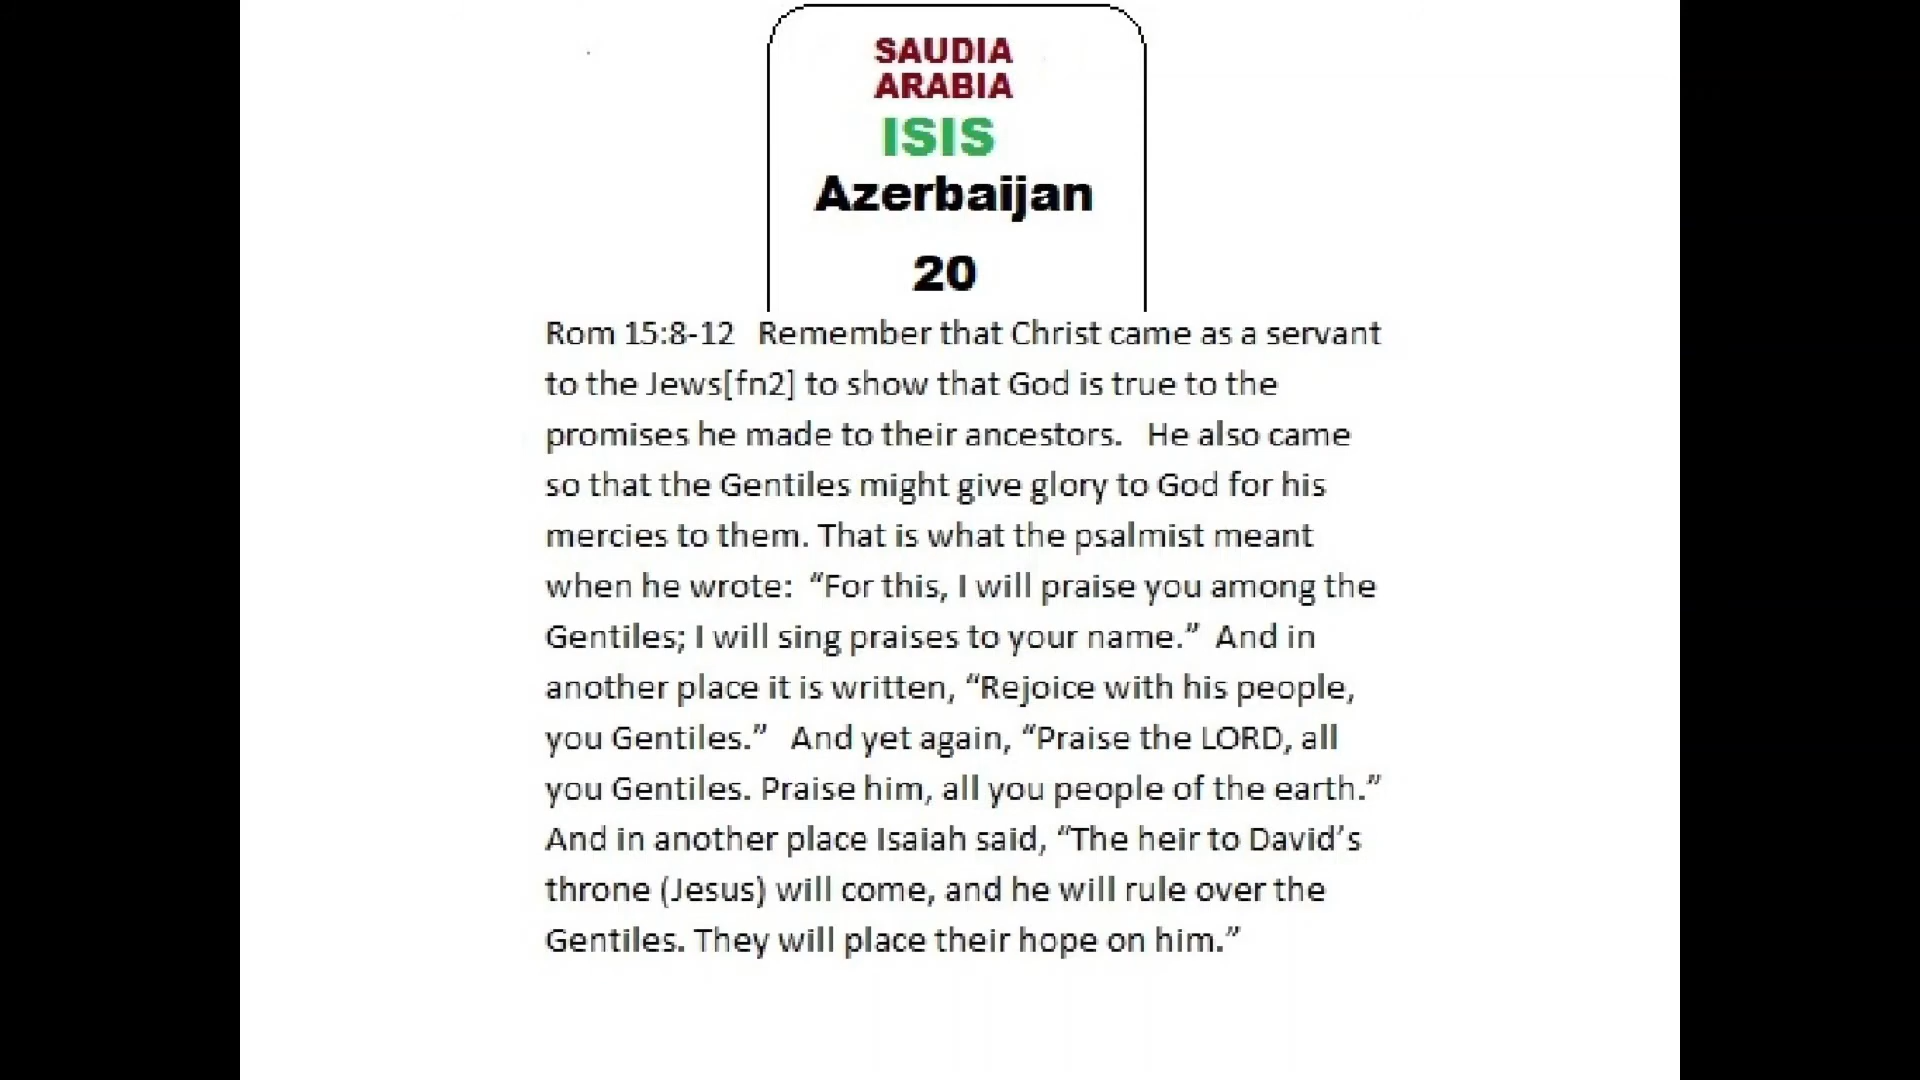 SAUDIA
ARABIA
ISIS
Azerbaijan
20
Rom 15:8-12   Remember that Christ came as a servant
to the Jews[fn2] to show that God is true to the
promises he made to their ancestors.   He also came
so that the Gentiles might give glory to God for his
mercies to them. That is what the psalmist meant
when he wrote:  “For this, I will praise you among the
Gentiles; I will sing praises to your name.”  And in
another place it is written, “Rejoice with his people,
you Gentiles.”   And yet again, “Praise the LORD, all
you Gentiles. Praise him, all you people of the earth.”
And in another place Isaiah said, “The heir to David’s
throne (Jesus) will come, and he will rule over the
Gentiles. They will place their hope on him.”